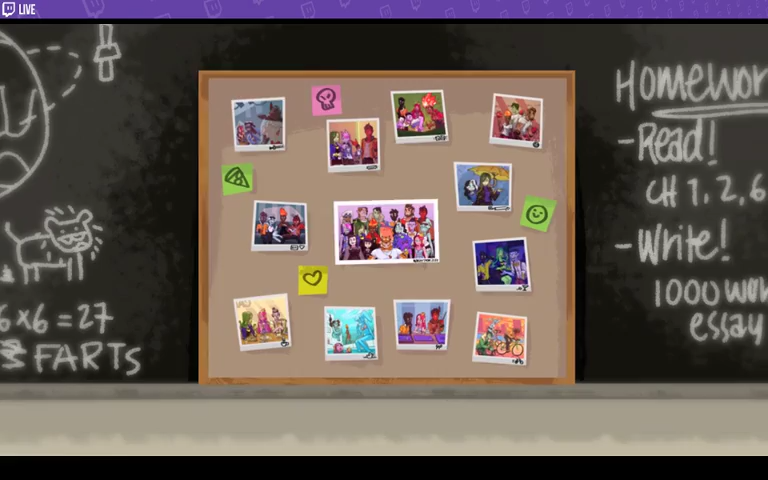 LIVE
Homewor
-Read!
CH 1,2,6
-Write!
1000 wor
essay
6x6=27
FARTS